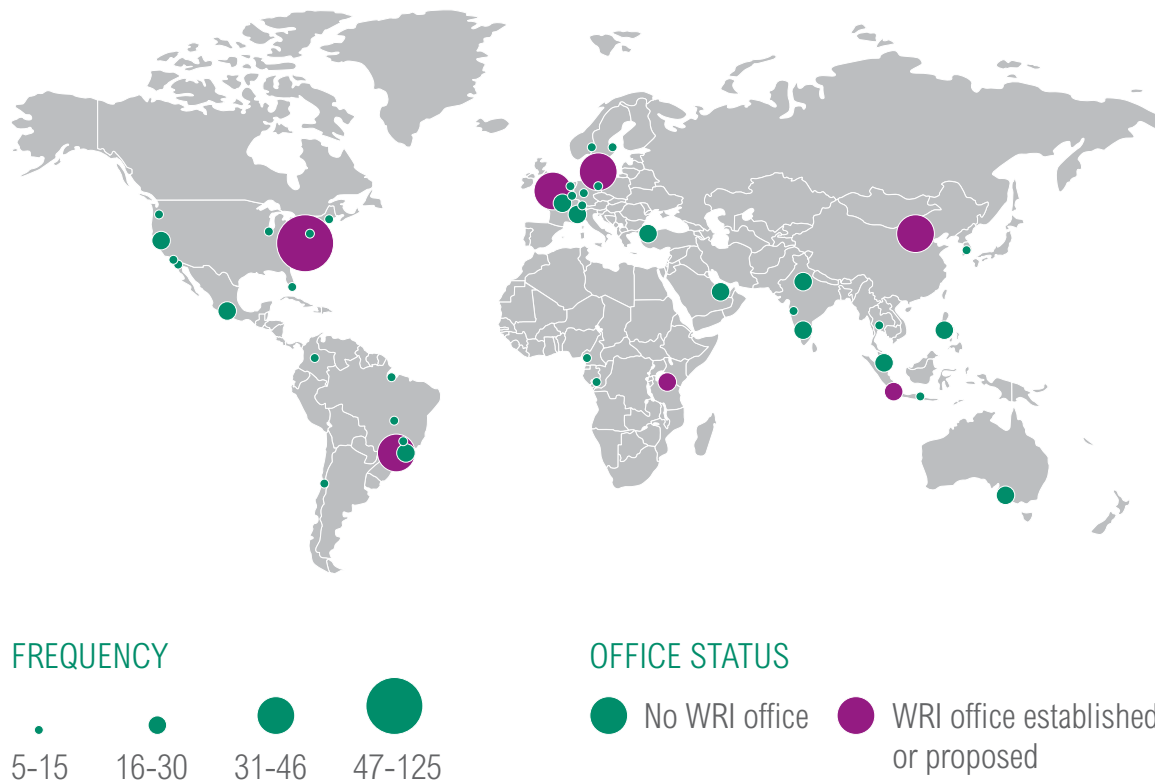 FREQUENCY
5-15 16-30 31-46 47-125
OFFICE STATUS
No WRI office
WRI office established
or proposed